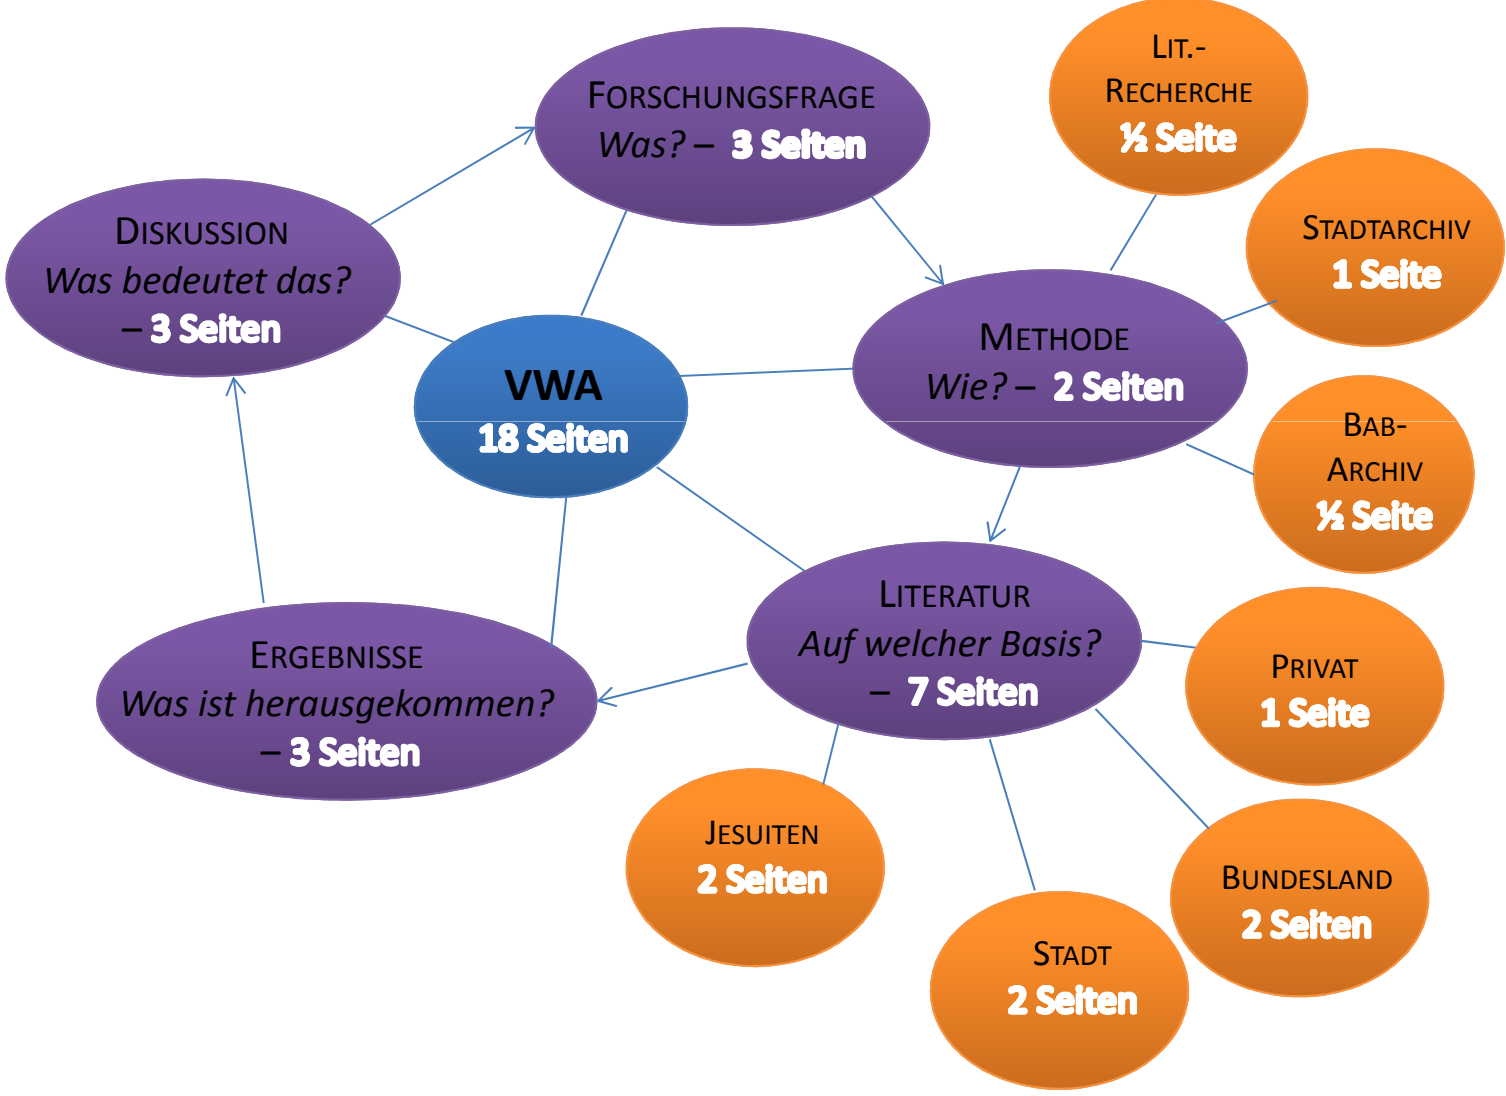 FORSCHUNGSFRAGE
Was? – 3 Seiten
LIT.-
RECHERCHE
½ Seite
STADTARCHIV
1 Seite
DISKUSSION
Was bedeutet das?
– 3 Seiten
METHODE
Wie? – 2 Seiten
VWA
18 Seiten
BAB-
ARCHIV
½ Seite
LITERATUR
Auf welcher Basis?
– 7 Seiten
ERGEBNISSE
Was ist herausgekommen?
– 3 Seiten
PRIVAT
1 Seite
JESUITEN
2 Seiten
BUNDESLAND
2 Seiten
STADT
2 Seiten